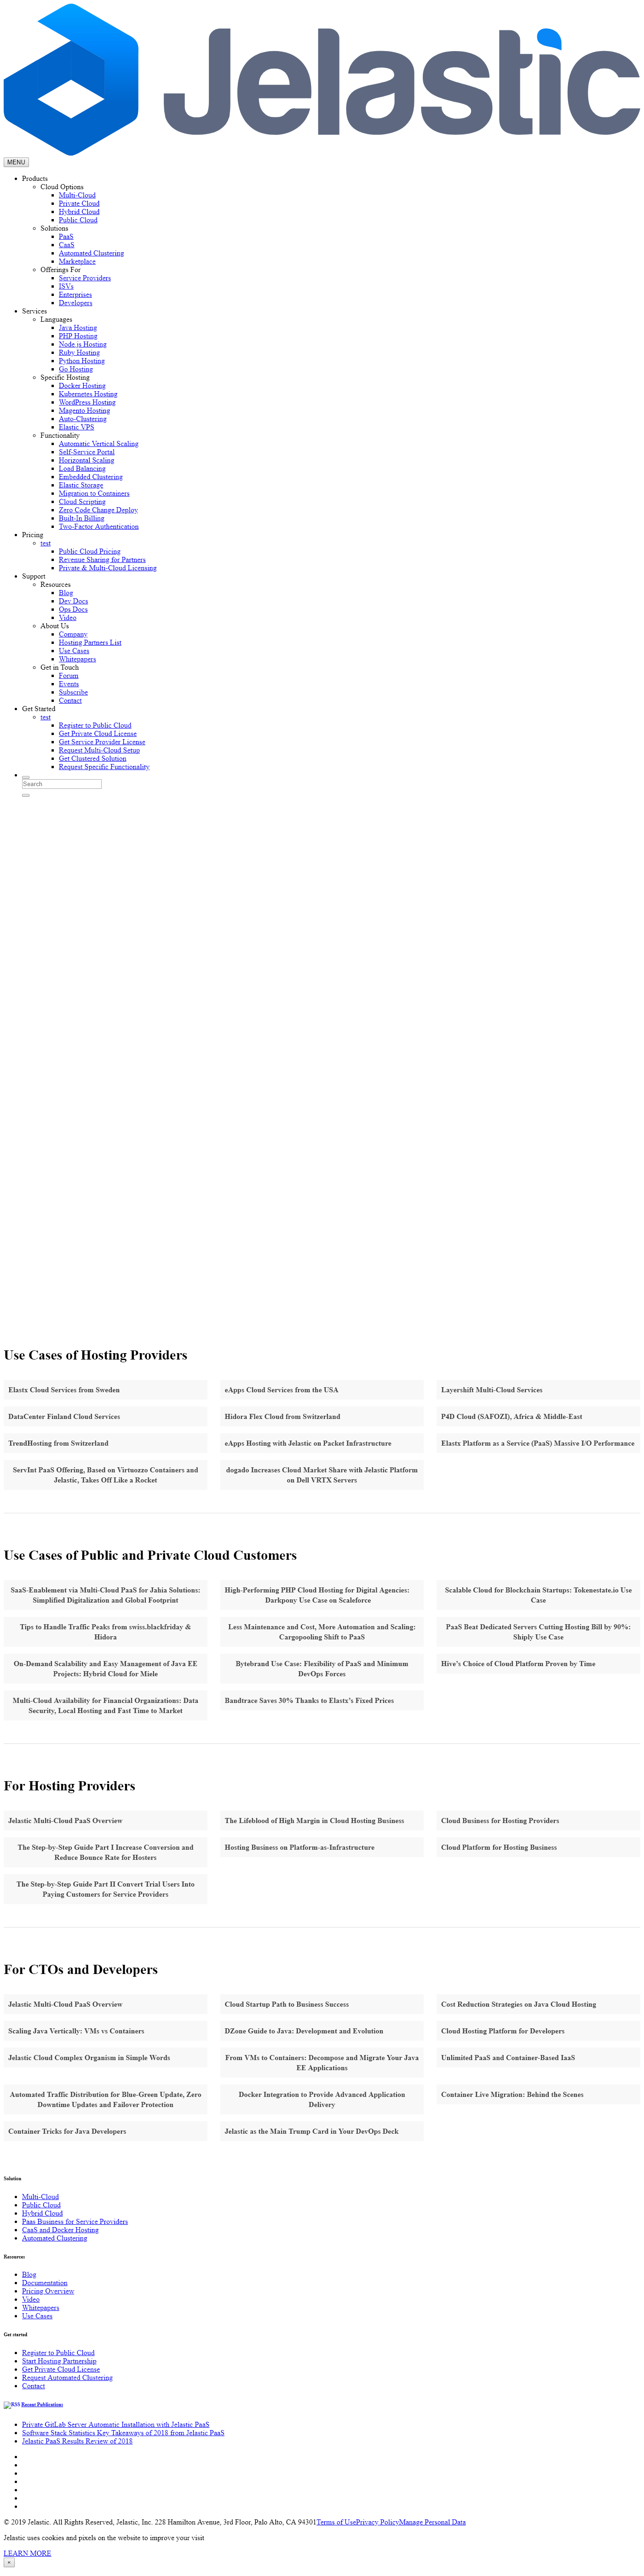 Jelastic
MENU
Products
Cloud Options
Multi-Cloud
Private Cloud
Hybrid Cloud
Public Cloud
Solutions
PaaS
CaaS
Automated Clustering
Marketplace
Offerings For
Service Providers
ISVs
Enterprises
Developers
Services
Languages
Java Hosting
PHP Hosting
Node.js Hosting
Ruby Hosting
Python Hosting
Go Hosting
Specific Hosting
Docker Hosting
Kubernetes Hosting
WordPress Hosting
Magento Hosting
Auto-Clustering
Elastic VPS
Functionality
Automatic Vertical Scaling
Self-Service Portal
Horizontal Scaling
Load Balancing
Embedded Clustering
Elastic Storage
Migration to Containers
Cloud Scripting
Zero Code Change Deploy
Built-In Billing
Two-Factor Authentication
Pricing
test
Public Cloud Pricing
Revenue Sharing for Partners
Private & Multi-Cloud Licensing
Support
Resources
Blog
Dev Docs
Ops Docs
Video
About Us
Company
Hosting Partners List
Use Cases
Whitepapers
Get in Touch
Forum
Events
Subscribe
Contact
Get Started
test
Register to Public Cloud
Get Private Cloud License
Get Service Provider License
Request Multi-Cloud Setup
Get Clustered Solution
Request Specific Functionality
Search
Use Cases of Hosting Providers
Elastx Cloud Services from Sweden
eApps Cloud Services from the USA
Layershift Multi-Cloud Services
DataCenter Finland Cloud Services
Hidora Flex Cloud from Switzerland
P4D Cloud (SAFOZI), Africa & Middle-East
TrendHosting from Switzerland
eApps Hosting with Jelastic on Packet Infrastructure
Elastx Platform as a Service (PaaS) Massive I/O Performance
ServInt PaaS Offering, Based on Virtuozzo Containers and
Jelastic, Takes Off Like a Rocket
dogado Increases Cloud Market Share with Jelastic Platform
on Dell VRTX Servers
Use Cases of Public and Private Cloud Customers
SaaS-Enablement via Multi-Cloud PaaS for Jahia Solutions:
Simplified Digitalization and Global Footprint
High-Performing PHP Cloud Hosting for Digital Agencies:
Darkpony Use Case on Scaleforce
Scalable Cloud for Blockchain Startups: Tokenestate.io Use
Case
Tips to Handle Traffic Peaks from swiss.blackfriday &
Hidora
Less Maintenance and Cost, More Automation and Scaling:
Cargopooling Shift to PaaS
PaaS Beat Dedicated Servers Cutting Hosting Bill by 90%:
Shiply Use Case
On-Demand Scalability and Easy Management of Java EE
Projects: Hybrid Cloud for Miele
Bytebrand Use Case: Flexibility of PaaS and Minimum
DevOps Forces
Hive's Choice of Cloud Platform Proven by Time
Multi-Cloud Availability for Financial Organizations: Data
Security, Local Hosting and Fast Time to Market
Bandtrace Saves 30% Thanks to Elastx's Fixed Prices
For Hosting Providers
Jelastic Multi-Cloud PaaS Overview
The Lifeblood of High Margin in Cloud Hosting Business
Cloud Business for Hosting Providers
The Step-by-Step Guide Part I Increase Conversion and
Reduce Bounce Rate for Hosters
Hosting Business on Platform-as-Infrastructure
Cloud Platform for Hosting Business
The Step-by-Step Guide Part II Convert Trial Users Into
Paying Customers for Service Providers
For CTOs and Developers
Jelastic Multi-Cloud PaaS Overview
Cloud Startup Path to Business Success
Cost Reduction Strategies on Java Cloud Hosting
Scaling Java Vertically: VMs vs Containers
DZone Guide to Java: Development and Evolution
Cloud Hosting Platform for Developers
Jelastic Cloud Complex Organism in Simple Words
From VMs to Containers: Decompose and Migrate Your Java
EE Applications
Unlimited PaaS and Container-Based IaaS
Automated Traffic Distribution for Blue-Green Update, Zero
Downtime Updates and Failover Protection
Docker Integration to Provide Advanced Application
Delivery
Container Live Migration: Behind the Scenes
Container Tricks for Java Developers
Jelastic as the Main Trump Card in Your DevOps Deck
Solution
Multi-Cloud
Public Cloud
Hybrid Cloud
Paas Business for Service Providers
CaaS and Docker Hosting
Automated Clustering
Resources
Blog
Documentation
Pricing Overview
Video
Whitepapers
Use Cases
Get started
Register to Public Cloud
Start Hosting Partnership
Get Private Cloud License
Request Automated Clustering
Contact
RSS Recent Publications
Private GitLab Server Automatic Installation with Jelastic PaaS
Software Stack Statistics Key Takeaways of 2018 from Jelastic PaaS
Jelastic PaaS Results Review of 2018
© 2019 Jelastic. All Rights Reserved, Jelastic, Inc. 228 Hamilton Avenue, 3rd Floor, Palo Alto, CA 94301Terms of UsePrivacy PolicyManage Personal Data
Jelastic uses cookies and pixels on the website to improve your visit
LEARN MORE
×